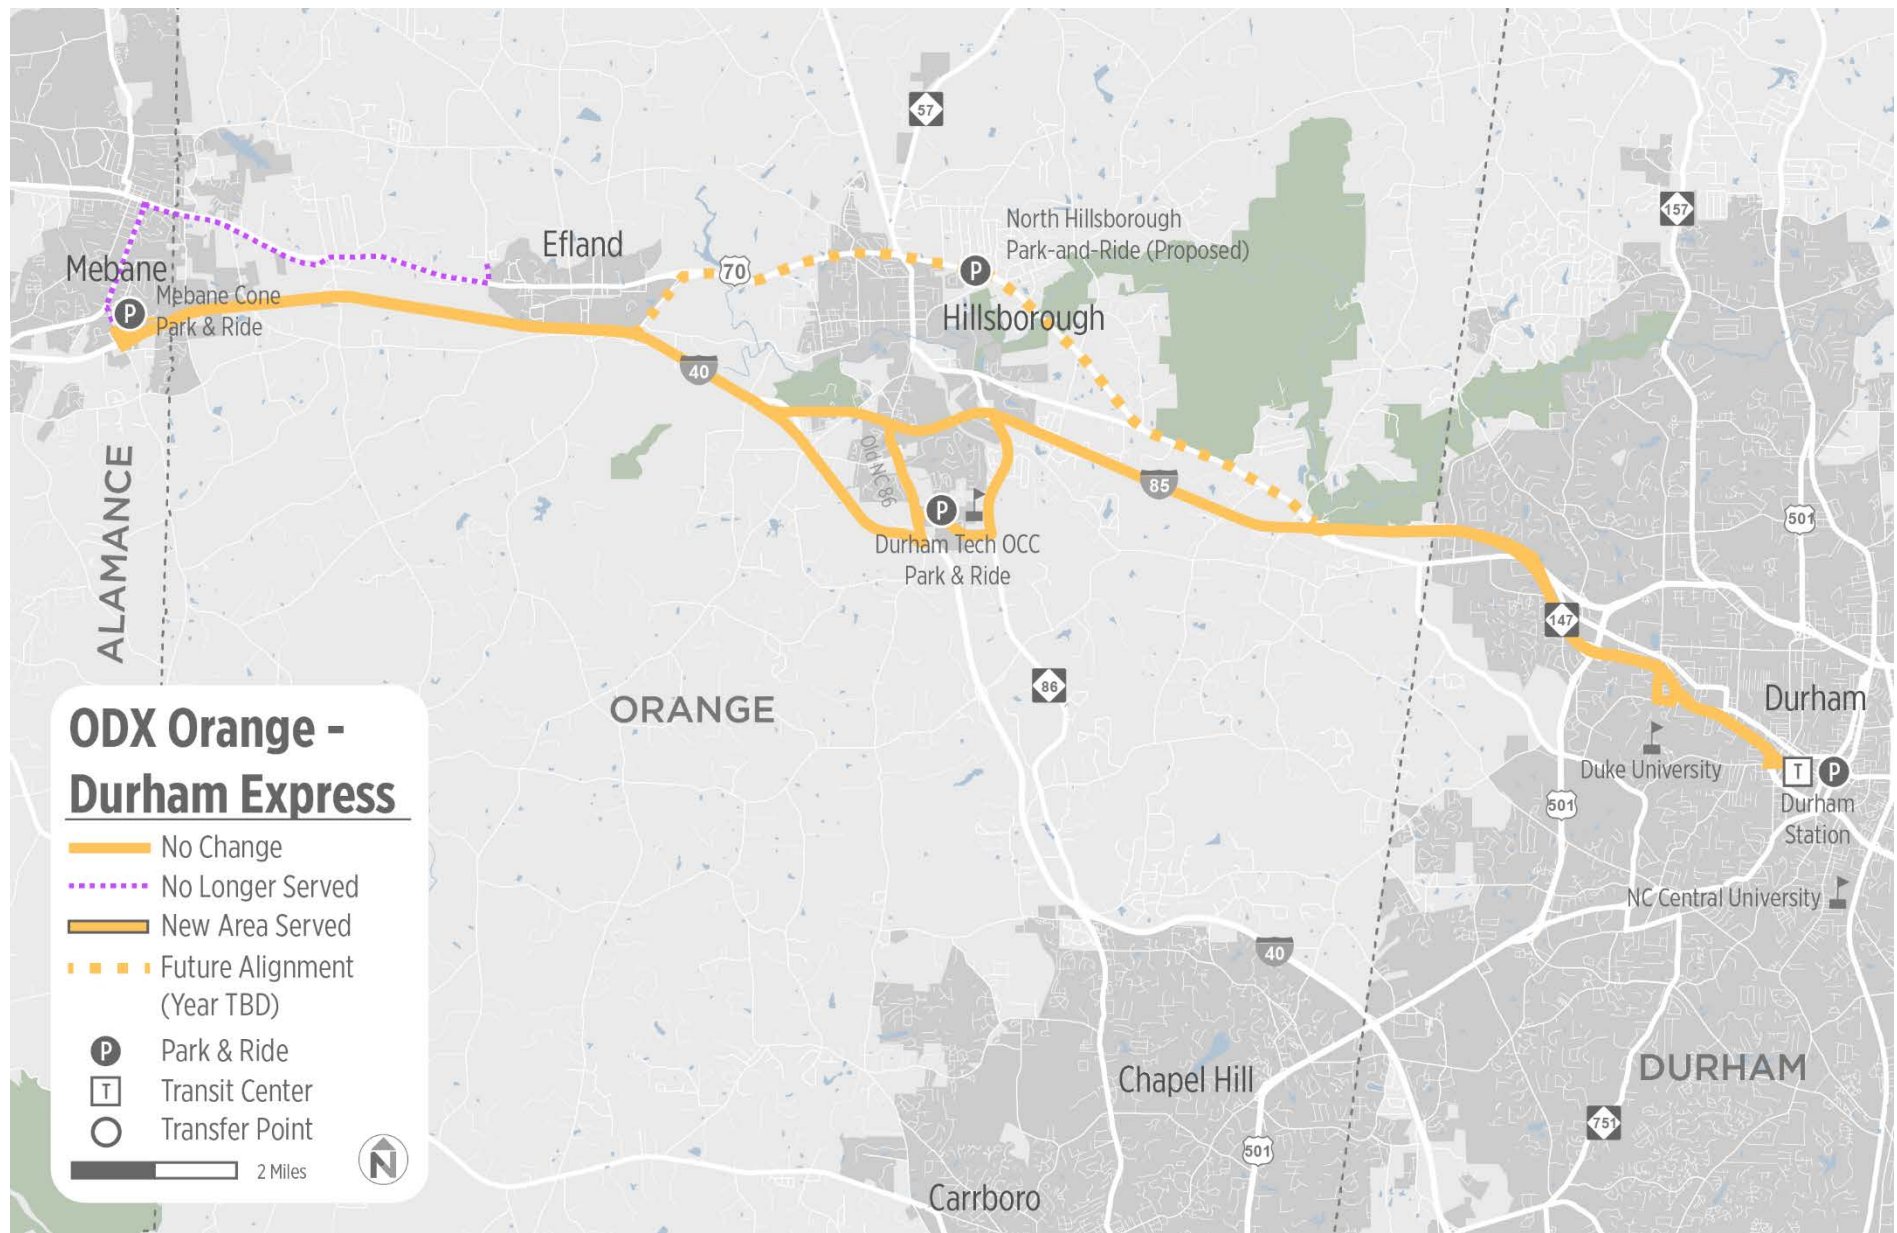 57
157
North Hillsborough
Park-and-Ride (Proposed)
P
Efland
70
Mebane
P
Mebane Cone
Park & Ride
Hillsborough
40
Old NC 86
85
P
Durham Tech OCC
Park & Ride
501
ALAMANCE
147
86
ORANGE
Durham
Duke University
T
P
Durham
Station
501
NC Central University
40
Chapel Hill
DURHAM
751
501
Carrboro
ODX Orange -
Durham Express
No Change
No Longer Served
New Area Served
Future Alignment
(Year TBD)
P Park & Ride
T Transit Center
Transfer Point
2 Miles
N